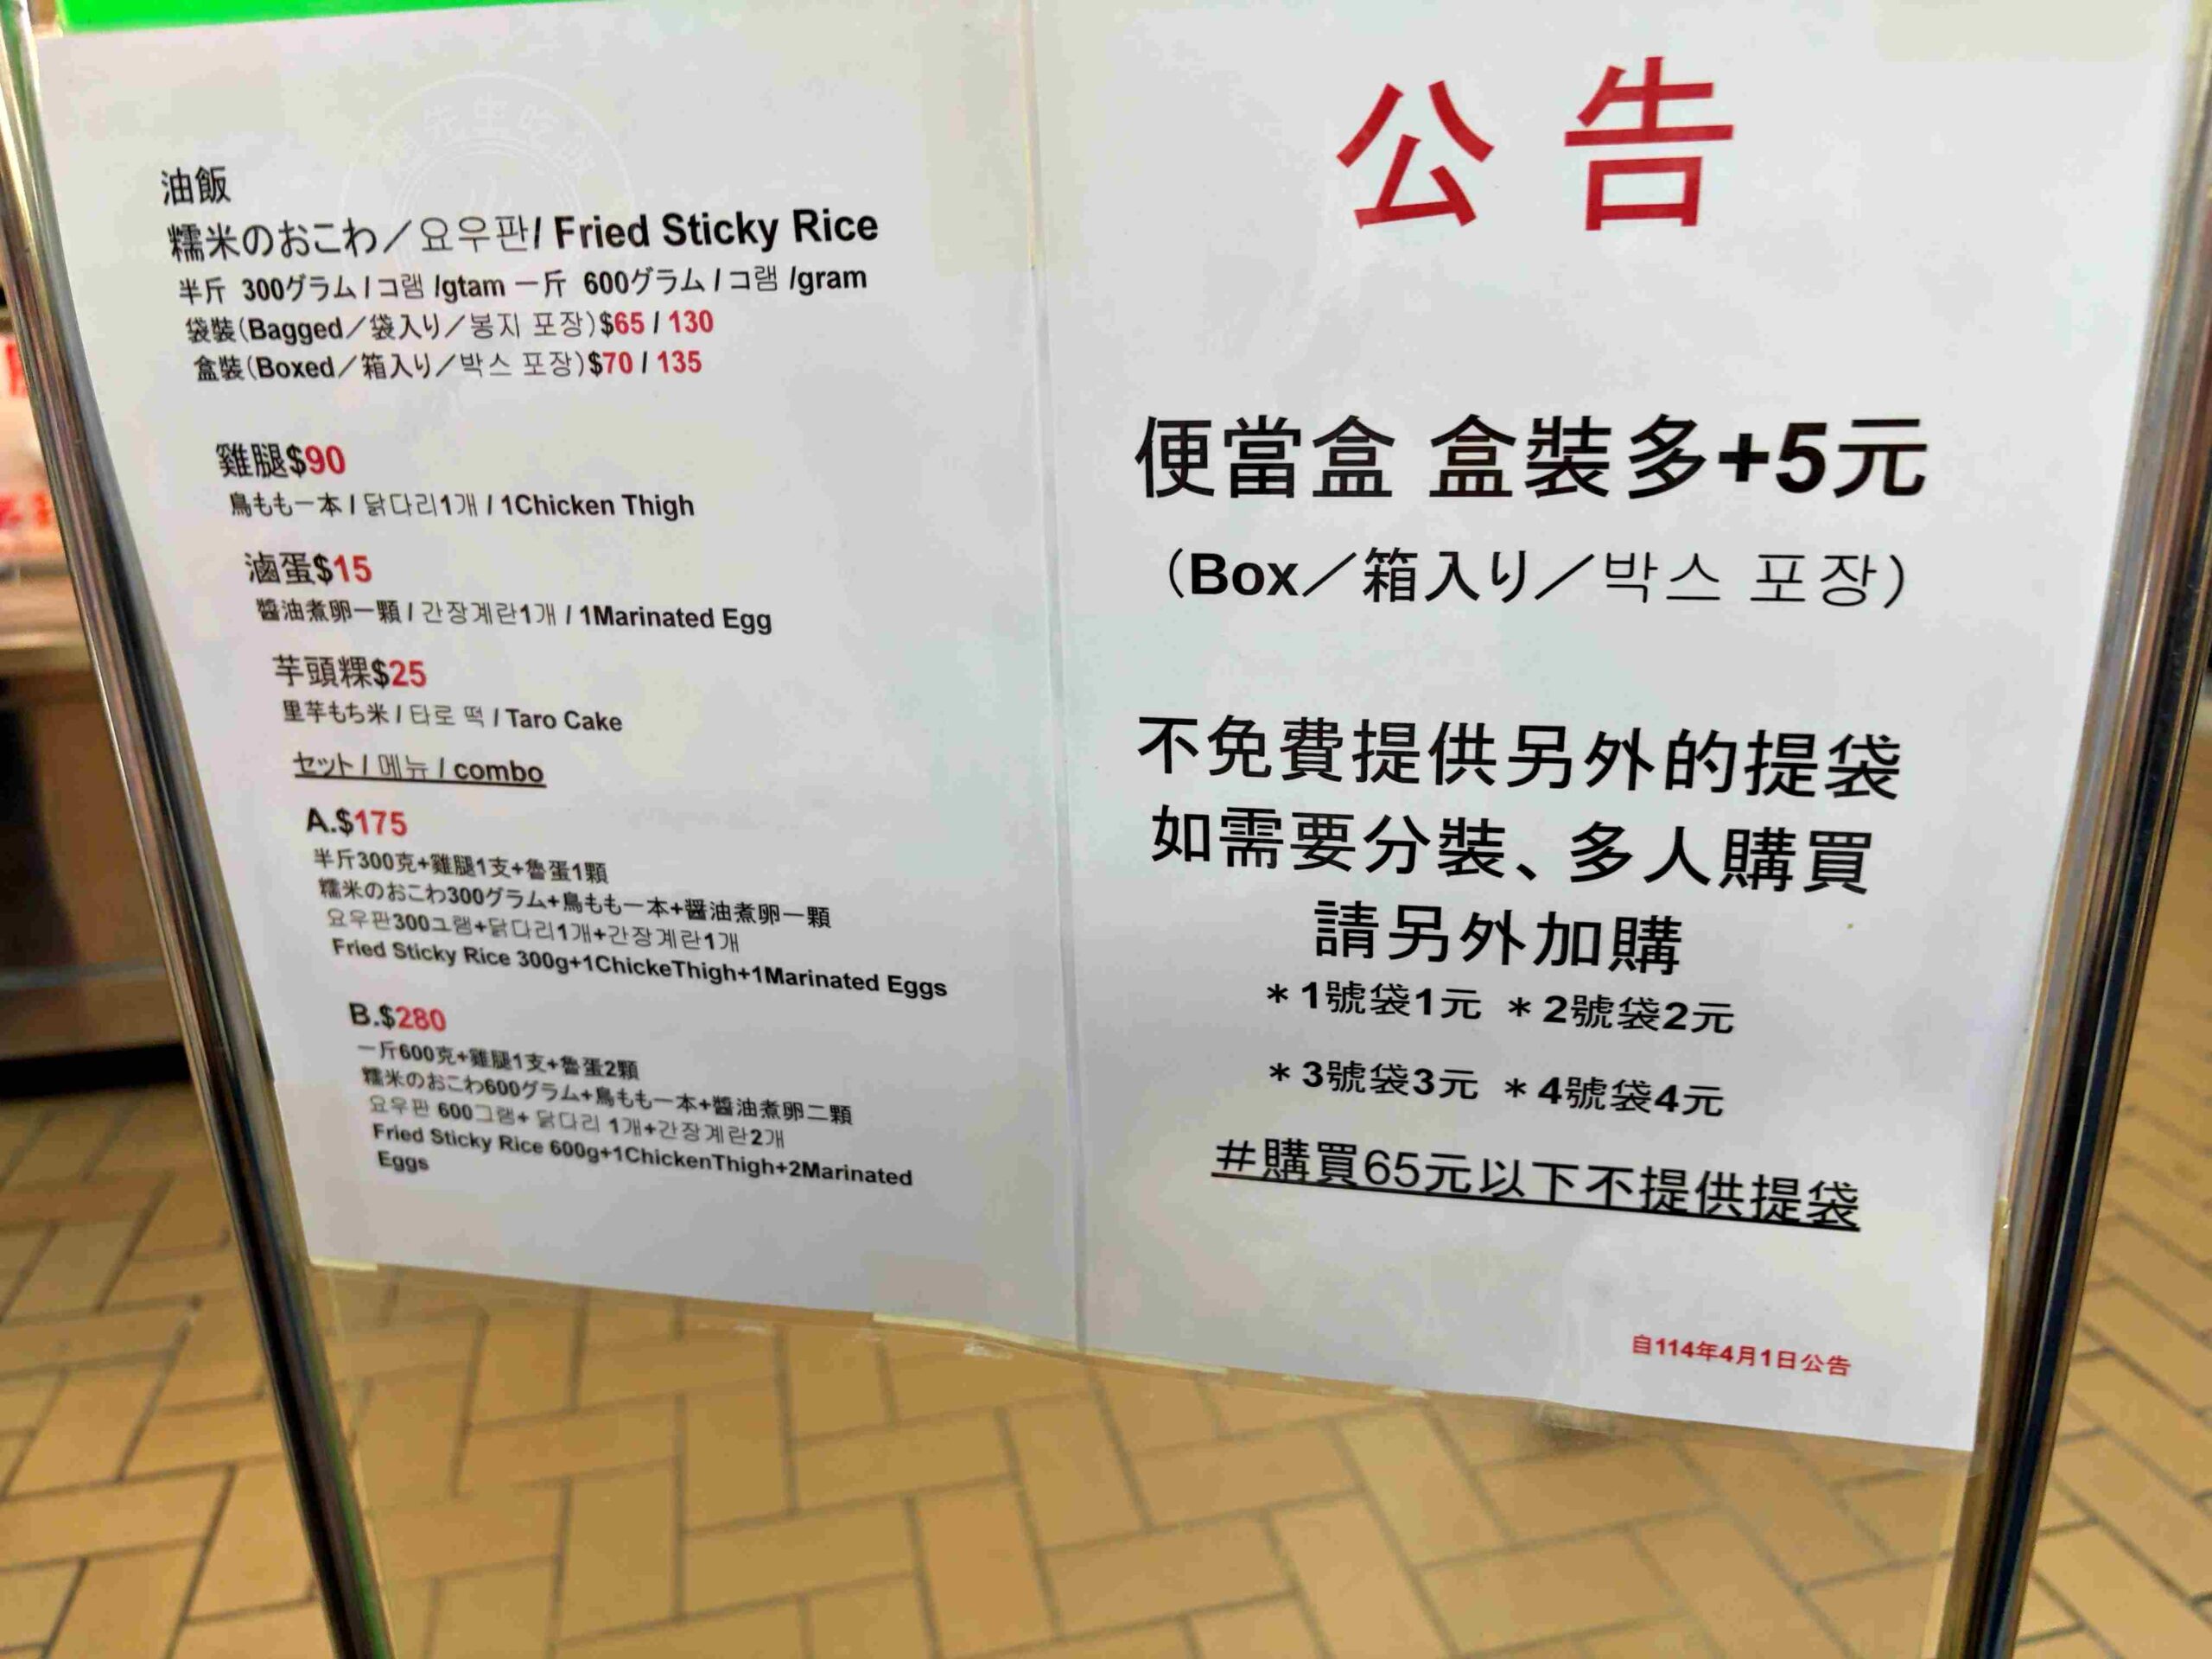 油飯
糯米のおこわ／요우판/ Fried Sticky Rice
半斤 300グラム / コ램 /gtam 一斤 600グラム / コ램 /gram
袋裝(Bagged／袋入り／봉지 포장)$65 / 130
盒裝(Boxed／箱入り／박스 포장)$70 / 135
雞腿$90
鳥もも一本 / 닭다리1개 / 1Chicken Thigh
滷蛋$15
醬油煮卵一顆 / 간장계란1개 / 1Marinated Egg
芋頭粿$25
里芋もち米 / 타로 떡 / Taro Cake
セット / 메뉴 / combo
A.$175
半斤300克+雞腿1支+魯蛋1顆
糯米のおこわ300グラム+鳥もも一本+醤油煮卵一顆
요우판300그램+닭다리1개+간장계란1개
Fried Sticky Rice 300g+1ChickeThigh+1Marinated Eggs
B.$280
一斤600克+雞腿1支+魯蛋2顆
糯米のおこわ600グラム+鳥もも一本+醬油煮卵二顆
요우판 600그램+ 닭다리 1개+간장계란2개
Fried Sticky Rice 600g+1ChickenThigh+2Marinated
Eggs
公告
便當盒 盒裝多+5元
（Box／箱入り／박스 포장）
不免費提供另外的提袋
如需要分裝、多人購買
請另外加購
＊1號袋1元 ＊2號袋2元
＊3號袋3元 ＊4號袋4元
＃購買65元以下不提供提袋
自114年4月1日公告